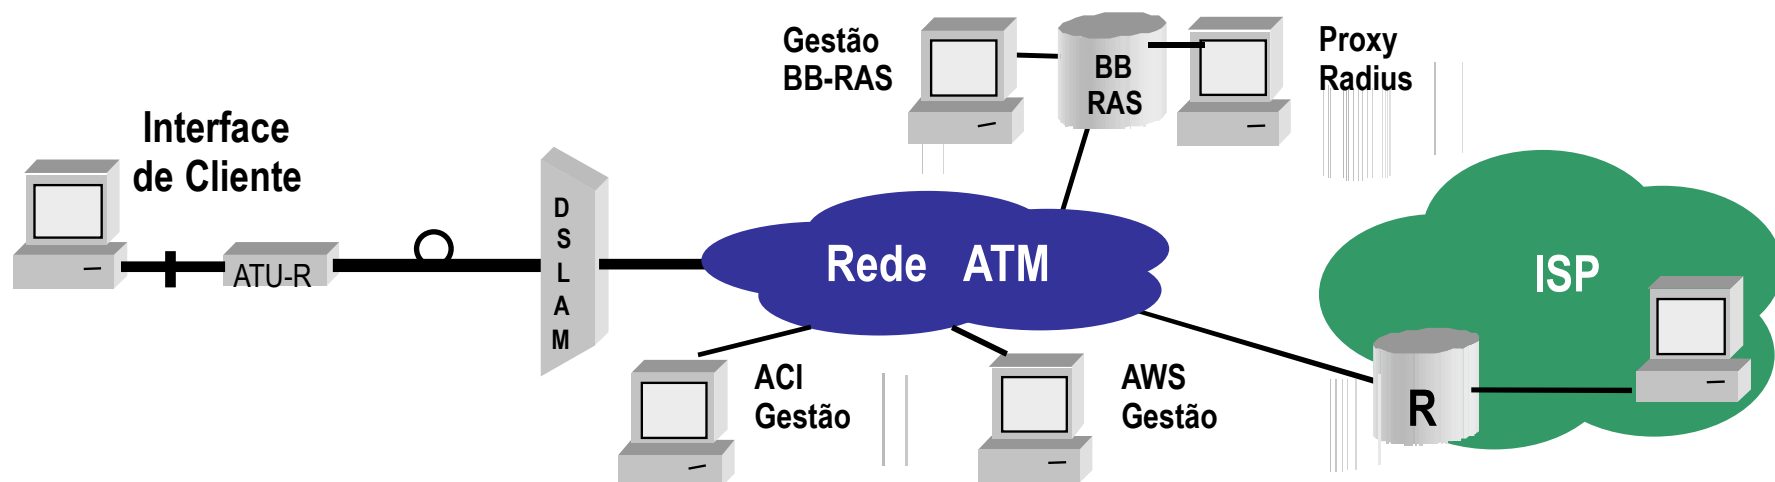 Gestão
BB-RAS
BB
RAS
Proxy
Radius
Interface
de Cliente
ATU-R
D
S
L
A
M
Rede ATM
ISP
ACI
Gestão
AWS
Gestão
R